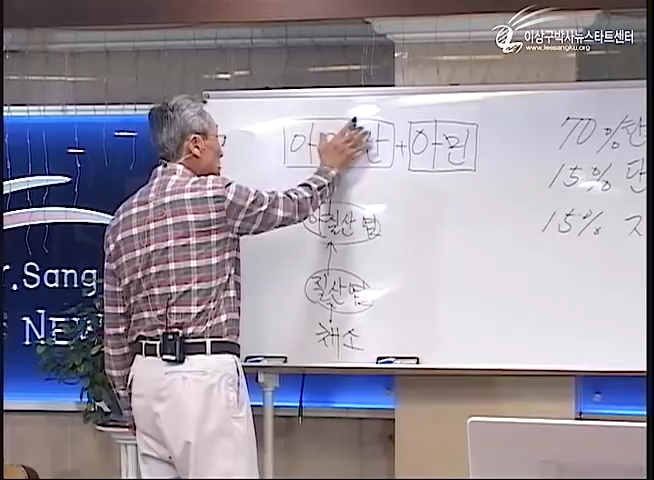 이상구박사뉴스타트센터
www.leesangku.org
+ 아민
70%
15% 단
15%
아질산염
질산염
채소
r.Sang
NEW